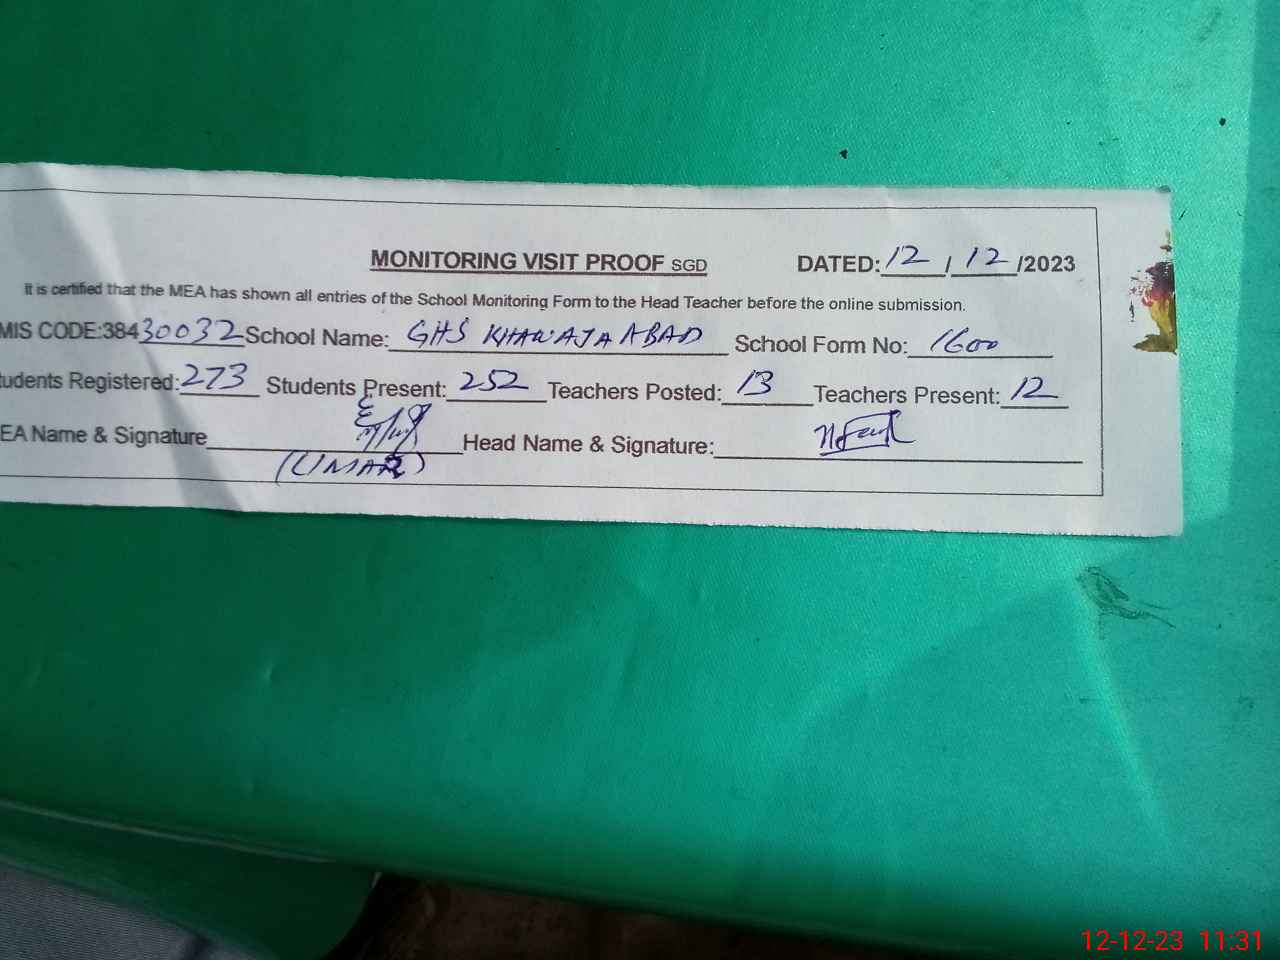 MONITORING VISIT PROOF SGD DATED: 12 / 12 /2023
It is certified that the MEA has shown all entries of the School Monitoring Form to the Head Teacher before the online submission.
MIS CODE:38430032 School Name: GHS KHAWAJA ABAD School Form No: 1600
tudents Registered: 273 Students Present: 252 Teachers Posted: 13 Teachers Present: 12
EA Name & Signature Head Name & Signature:
(UMAR)
12-12-23 11:31